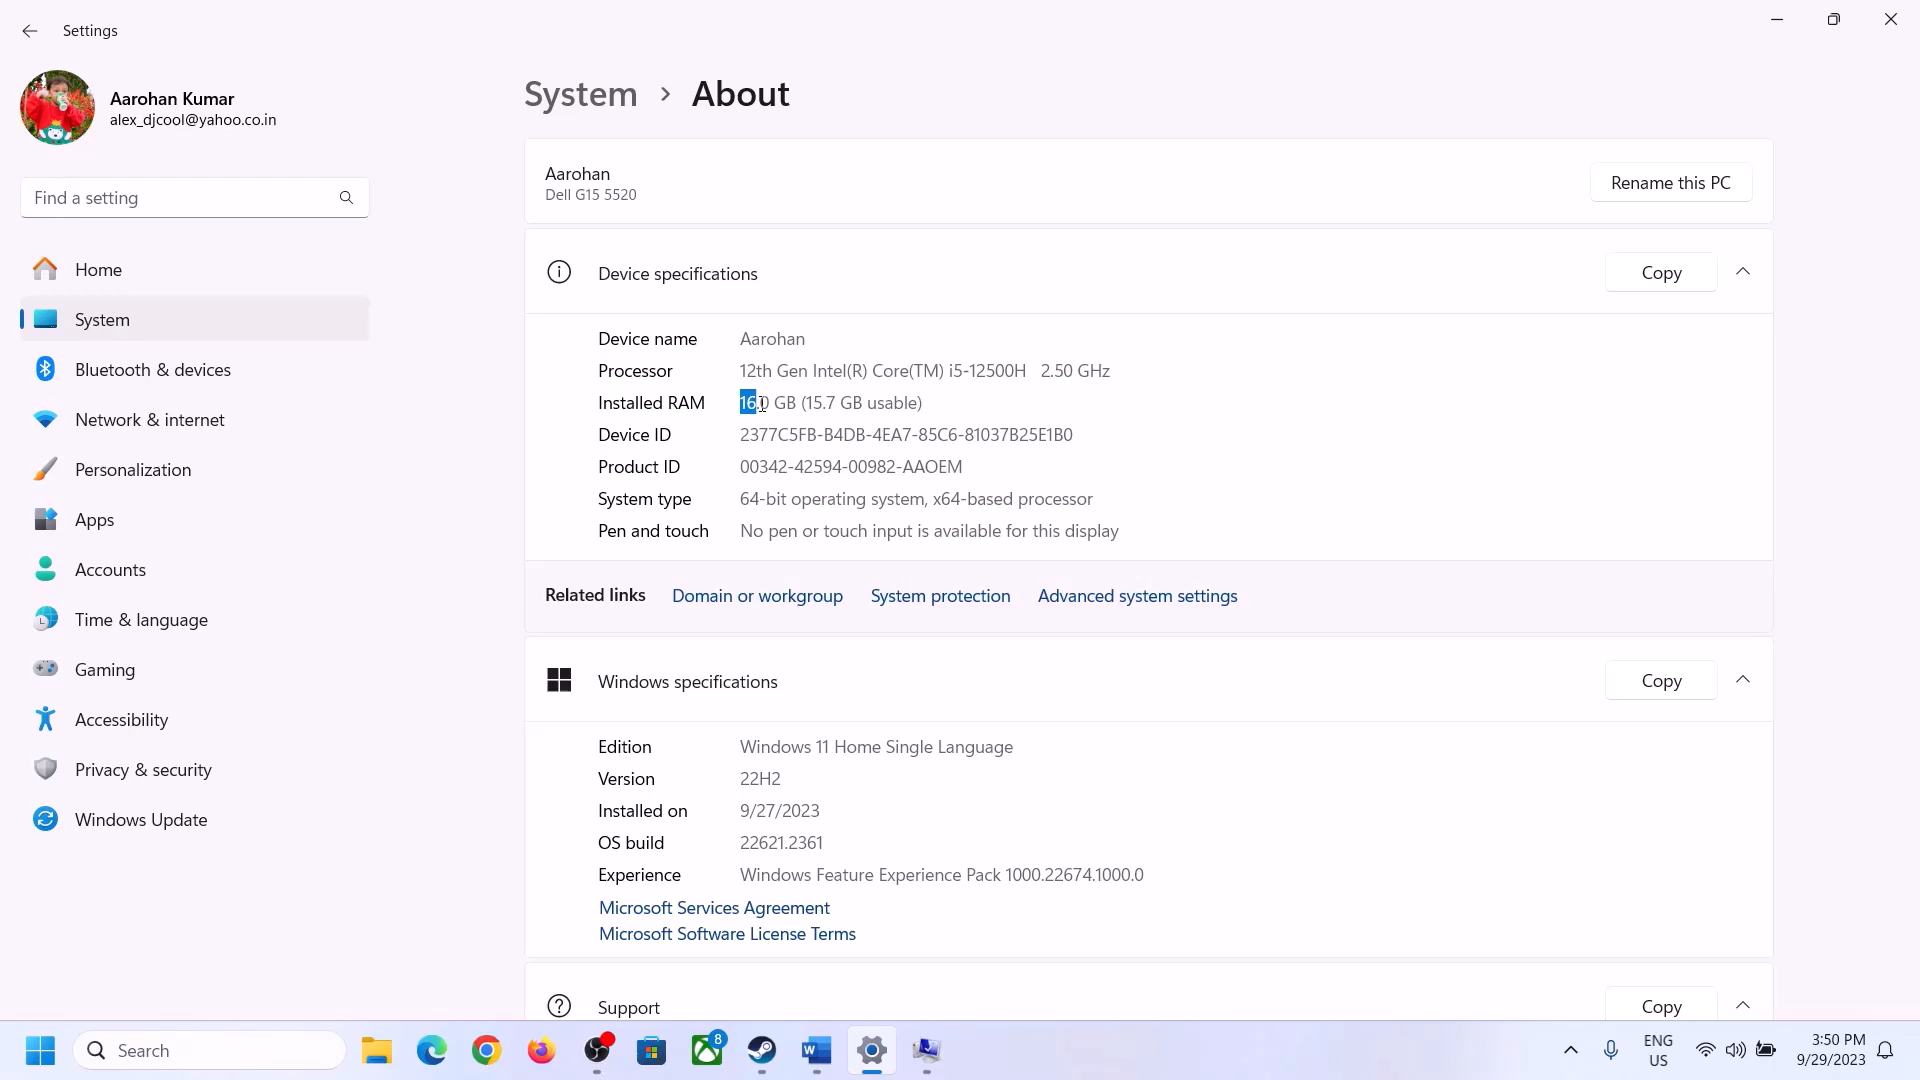 Settings
Aarohan Kumar
alex_djcool@yahoo.co.in
Find a setting
Home
System
Bluetooth & devices
Network & internet
Personalization
Apps
Accounts
Time & language
Gaming
Accessibility
Privacy & security
Windows Update
System > About
Aarohan
Dell G15 5520
Rename this PC
Device specifications
Copy
Device name Aarohan
Processor 12th Gen Intel(R) Core(TM) i5-12500H 2.50 GHz
Installed RAM 16.0 GB (15.7 GB usable)
Device ID 2377C5FB-B4DB-4EA7-85C6-81037B25E1B0
Product ID 00342-42594-00982-AAOEM
System type 64-bit operating system, x64-based processor
Pen and touch No pen or touch input is available for this display
Related links Domain or workgroup System protection Advanced system settings
Windows specifications
Copy
Edition Windows 11 Home Single Language
Version 22H2
Installed on 9/27/2023
OS build 22621.2361
Experience Windows Feature Experience Pack 1000.22674.1000.0
Microsoft Services Agreement
Microsoft Software License Terms
Support
Copy
Search
8
W
ENG
US
3:50 PM
9/29/2023